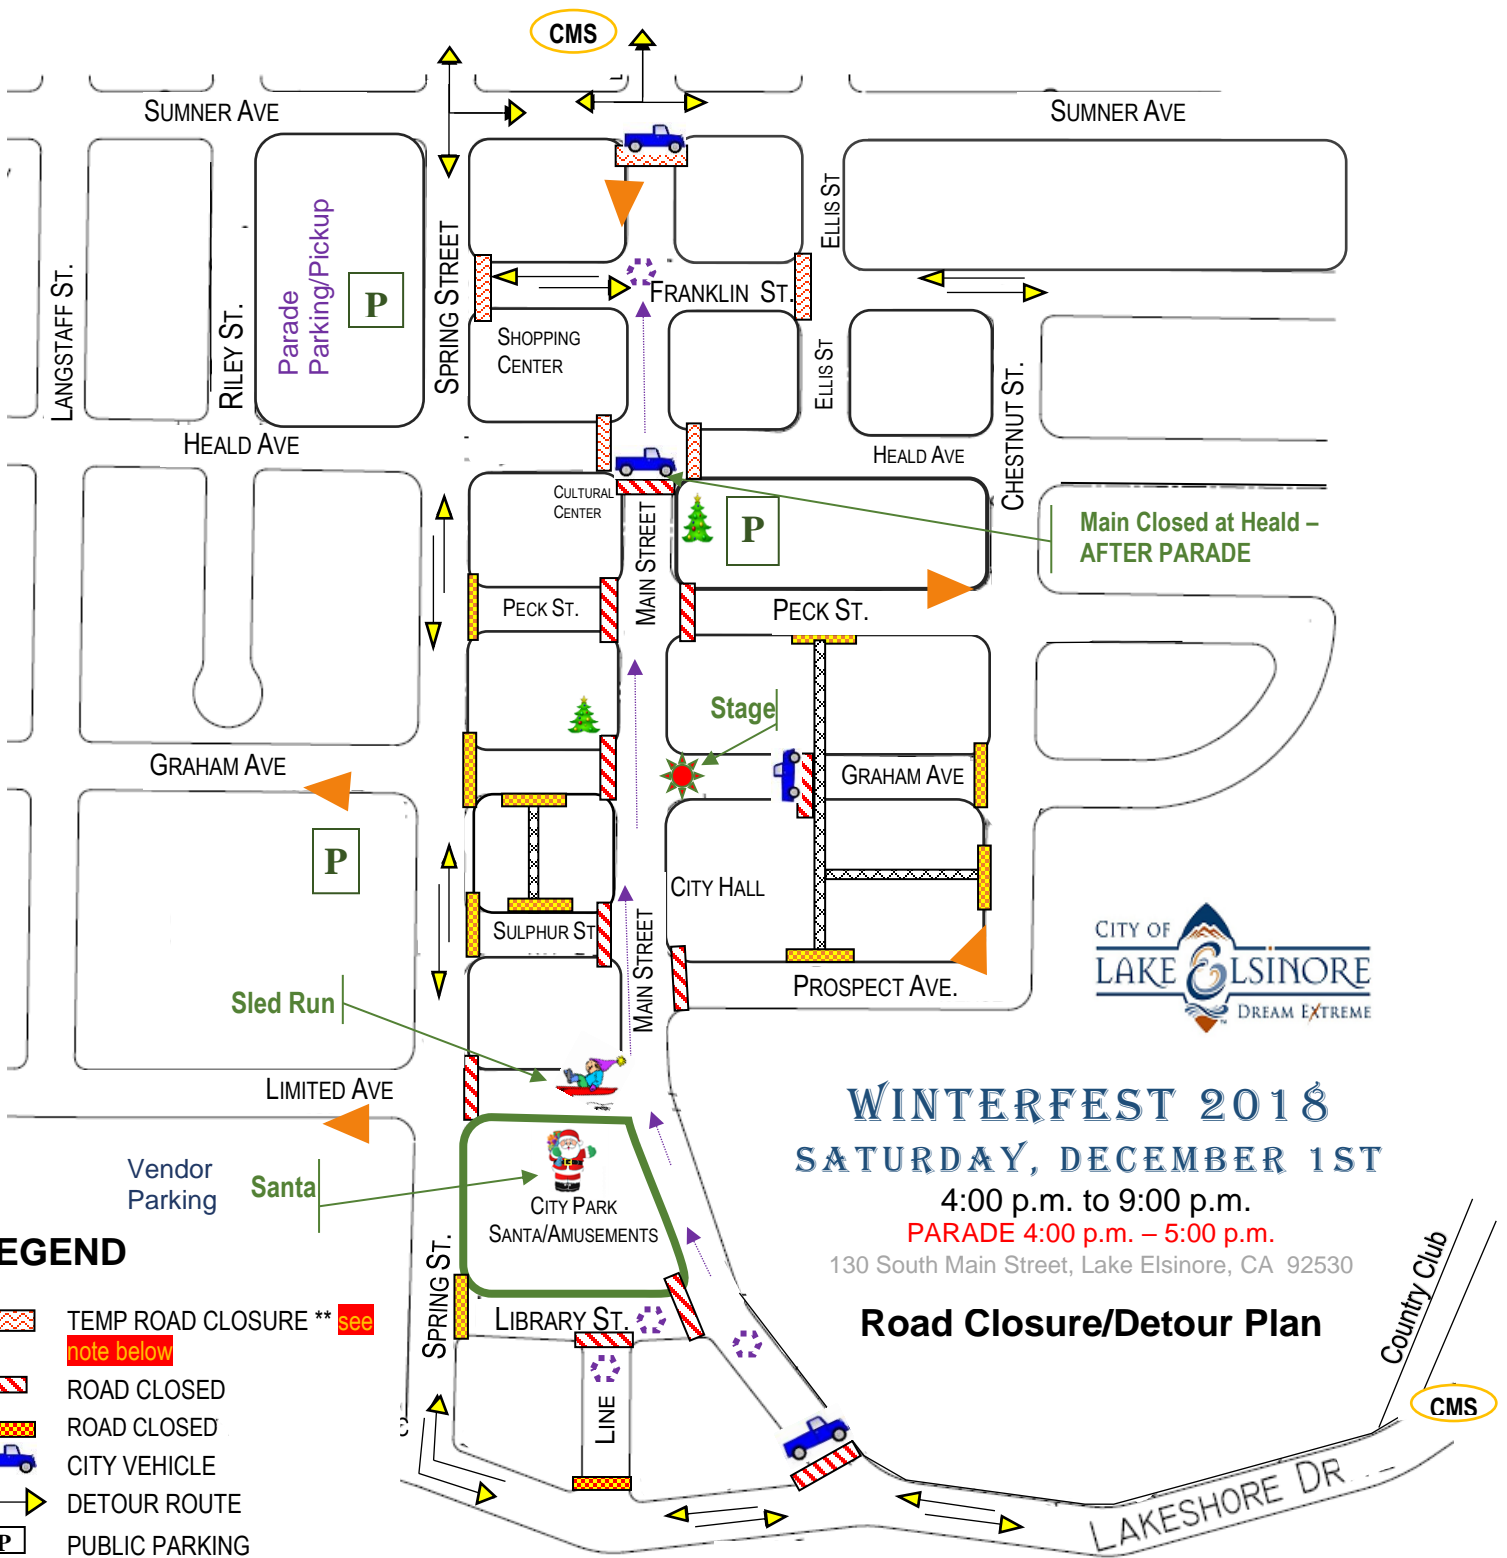 CMS
SUMNER AVE
SUMNER AVE
ELLIS ST
Parade
Parking/Pickup
P
SPRING STREET
LANGSTAFF ST.
RILEY ST.
FRANKLIN ST.
SHOPPING
CENTER
ELLIS ST
CHESTNUT ST.
HEALD AVE
HEALD AVE
CULTURAL
CENTER
MAIN STREET
P
Main Closed at Heald –
AFTER PARADE
PECK ST.
PECK ST.
Stage
GRAHAM AVE
GRAHAM AVE
P
CITY HALL
SULPHUR ST
MAIN STREET
PROSPECT AVE.
CITY OF
LAKE ELSINORE
DREAM EXTREME
Sled Run
LIMITED AVE
WINTERFEST 2018
SATURDAY, DECEMBER 1ST
4:00 p.m. to 9:00 p.m.
PARADE 4:00 p.m. – 5:00 p.m.
130 South Main Street, Lake Elsinore, CA 92530
Road Closure/Detour Plan
Vendor
Parking
Santa
CITY PARK
SANTA/AMUSEMENTS
SPRING ST.
LIBRARY ST.
LINE
Country Club
CMS
LAKESHORE DR
EGEND
TEMP ROAD CLOSURE ** see
note below
ROAD CLOSED
ROAD CLOSED
CITY VEHICLE
DETOUR ROUTE
P PUBLIC PARKING